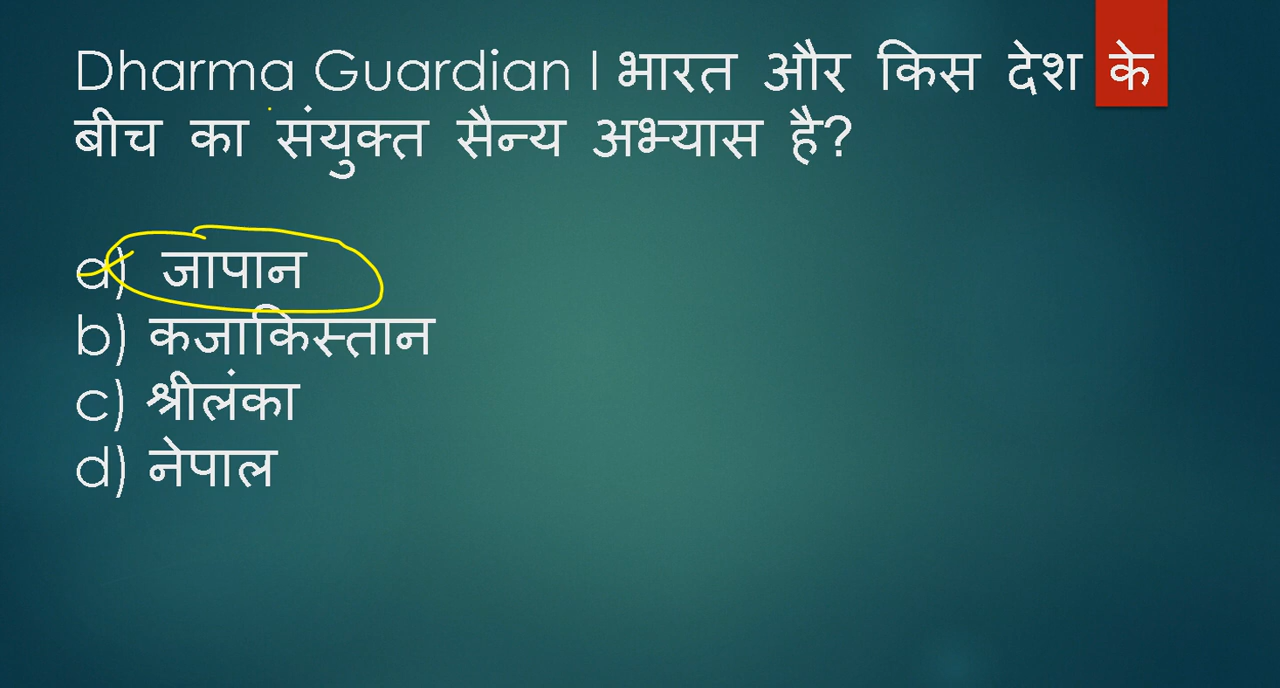 Dharma Guardian | भारत और किस देश के
बीच का संयुक्त सैन्य अभ्यास है?
a) जापान
b) कजाकिस्तान
c) श्रीलंका
d) नेपाल